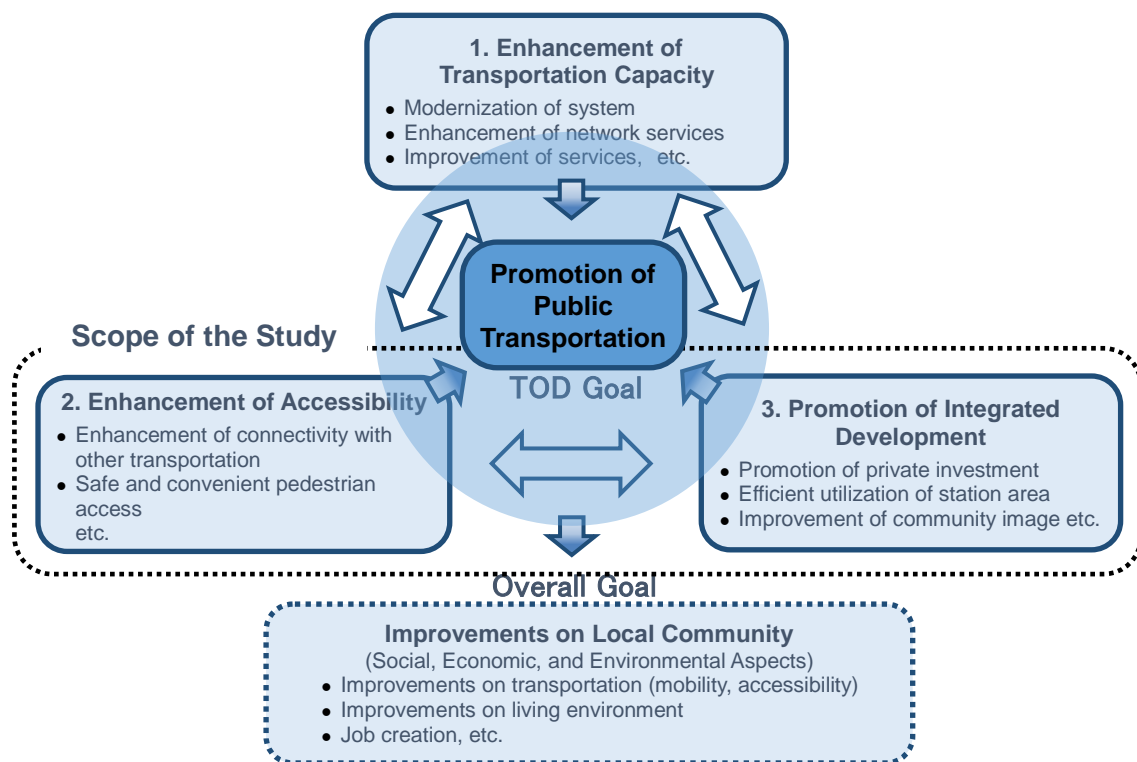 1. Enhancement of
Transportation Capacity
● Modernization of system
● Enhancement of network services
● Improvement of services, etc.
Promotion of
Public
Transportation
TOD Goal
Scope of the Study
2. Enhancement of Accessibility
● Enhancement of connectivity with
other transportation
● Safe and convenient pedestrian
access
etc.
3. Promotion of Integrated
Development
● Promotion of private investment
● Efficient utilization of station area
● Improvement of community image etc.
Overall Goal
Improvements on Local Community
(Social, Economic, and Environmental Aspects)
● Improvements on transportation (mobility, accessibility)
● Improvements on living environment
● Job creation, etc.